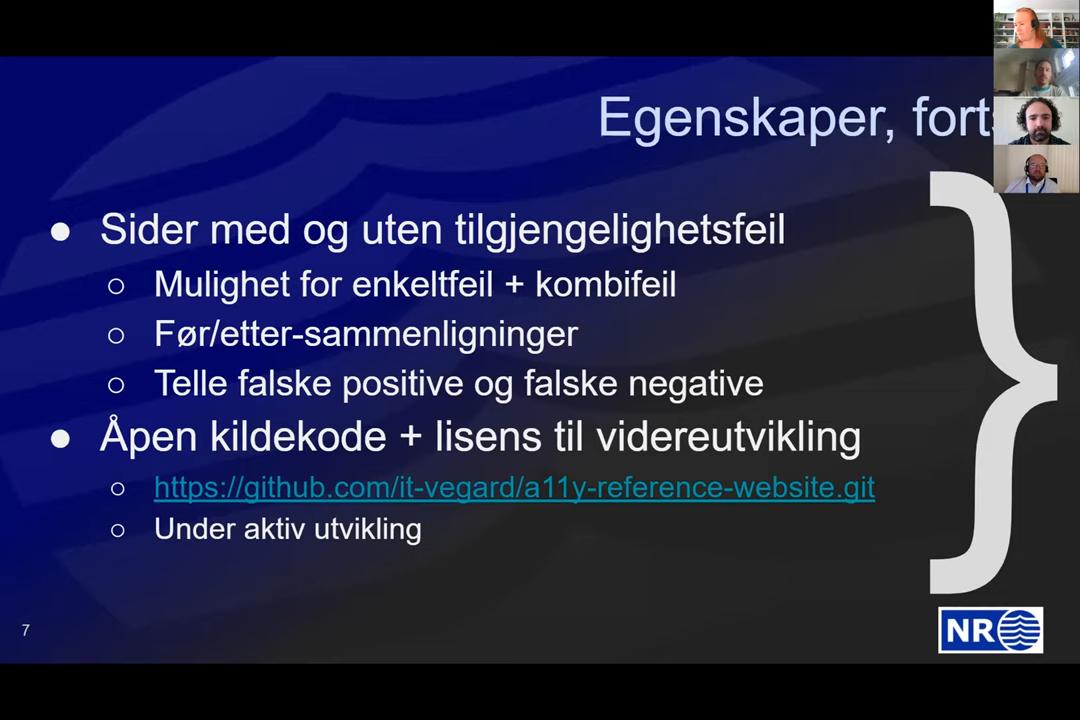 Egenskaper, forts
● Sider med og uten tilgjengelighetsfeil
○ Mulighet for enkeltfeil + kombifeil
○ Før/etter-sammenligninger
○ Telle falske positive og falske negative
● Åpen kildekode + lisens til videreutvikling
○ https://github.com/it-vegard/a11y-reference-website.git
○ Under aktiv utvikling
}
7
NR